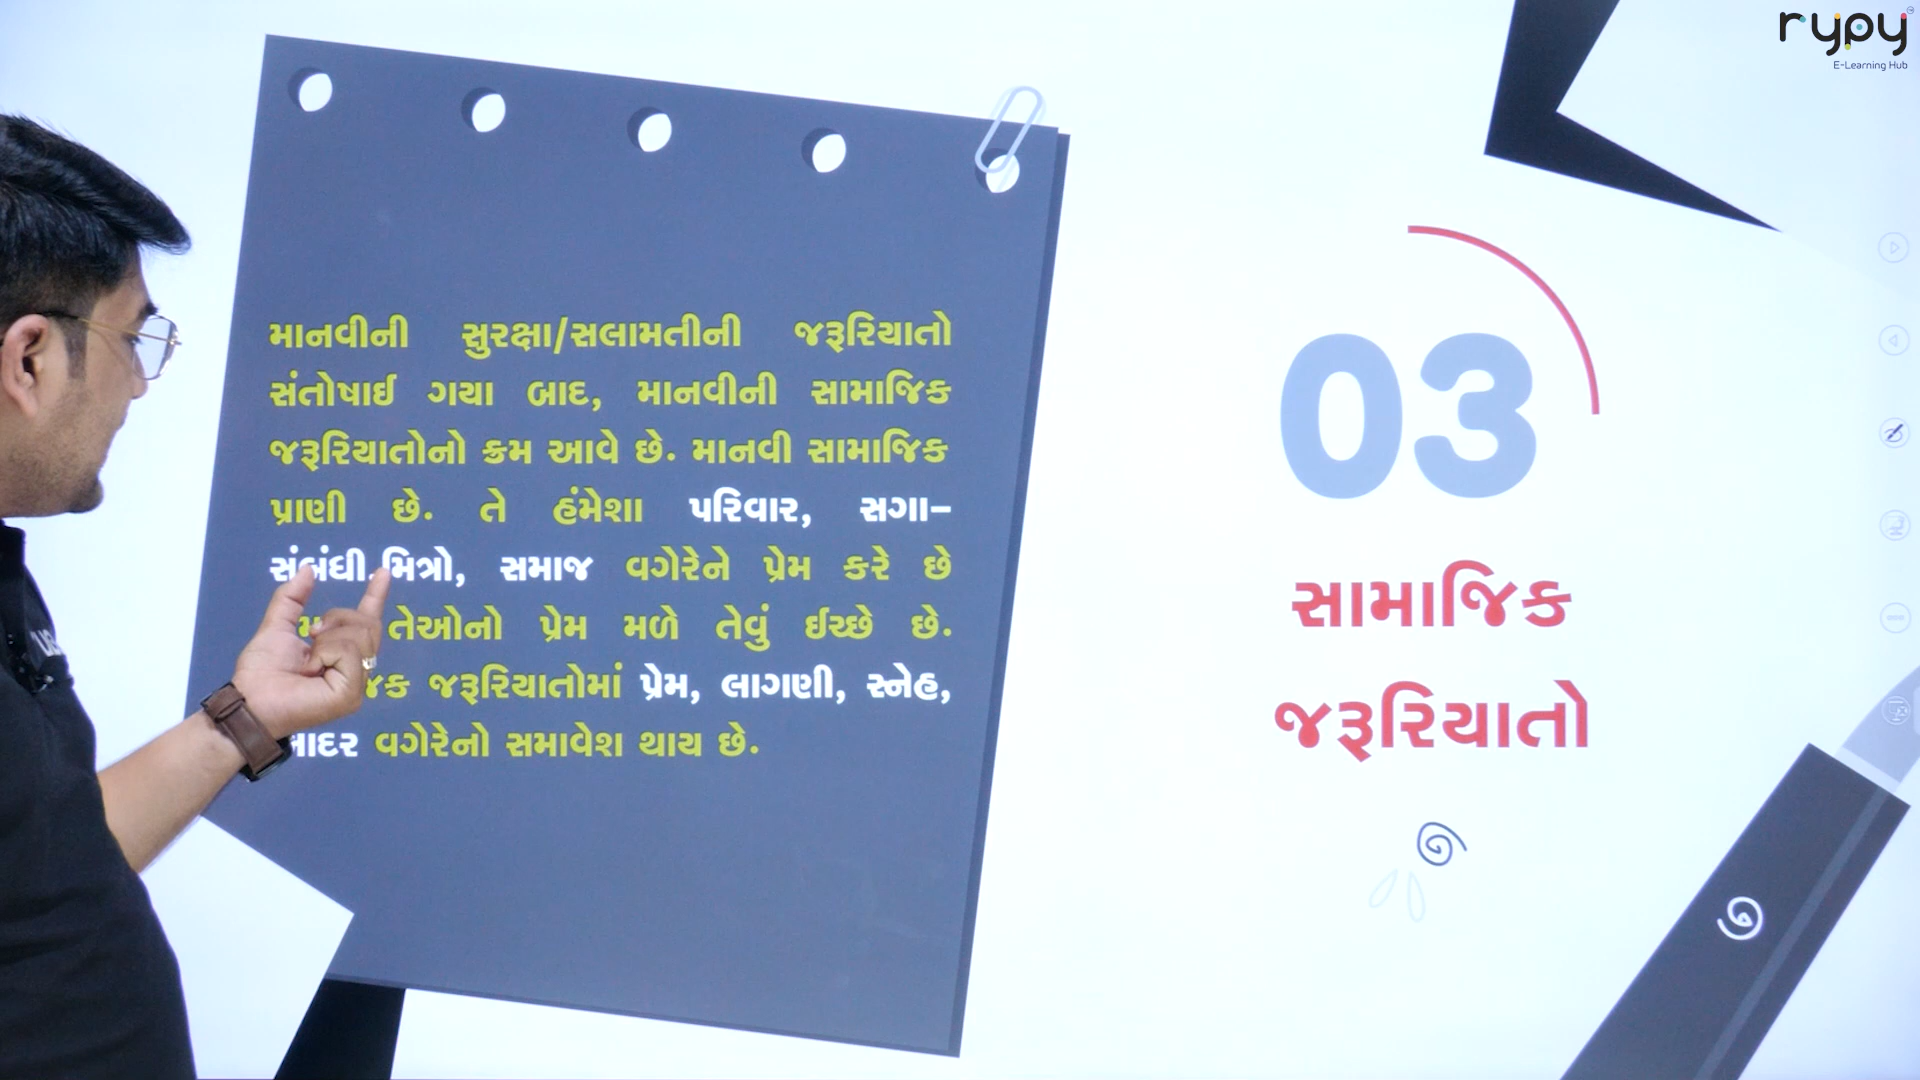 rypy
E-Learning Hub
માનવીની સુરક્ષા/સલામતીની જરૂરિયાતો
સંતોષાઈ ગયા બાદ, માનવીની સામાજિક
જરૂરિયાતોનો ક્રમ આવે છે. માનવી સામાજિક
પ્રાણી છે. તે હંમેશા પરિવાર, સગા-
સંબંધી,મિત્રો, સમાજ વગેરેને પ્રેમ કરે છે
તેઓનો પ્રેમ મળે તેવું ઈચ્છે છે.
જરૂરિયાતોમાં પ્રેમ, લાગણી, સ્નેહ,
વગેરેનો સમાવેશ થાય છે.
03
સામાજિક
જરૂરિયાતો